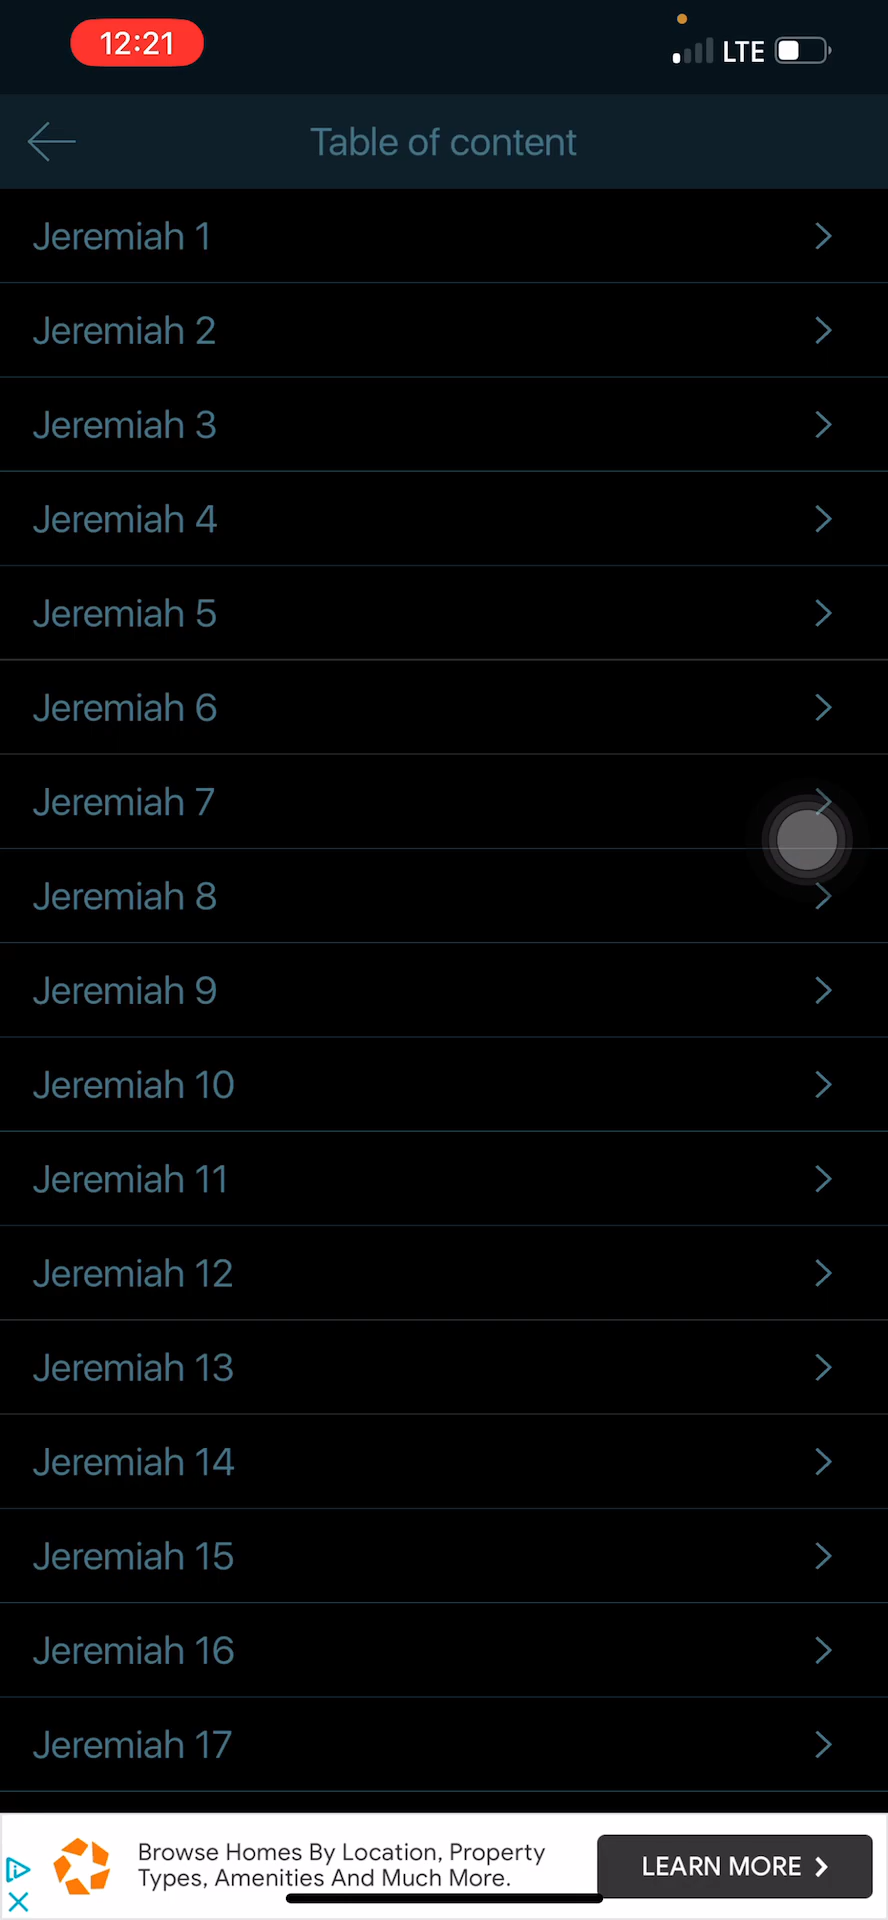 12:21
LTE
Table of content
Jeremiah 1
Jeremiah 2
Jeremiah 3
Jeremiah 4
Jeremiah 5
Jeremiah 6
Jeremiah 7
Jeremiah 8
Jeremiah 9
Jeremiah 10
Jeremiah 11
Jeremiah 12
Jeremiah 13
Jeremiah 14
Jeremiah 15
Jeremiah 16
Jeremiah 17
Browse Homes By Location, Property
Types, Amenities And Much More.
LEARN MORE